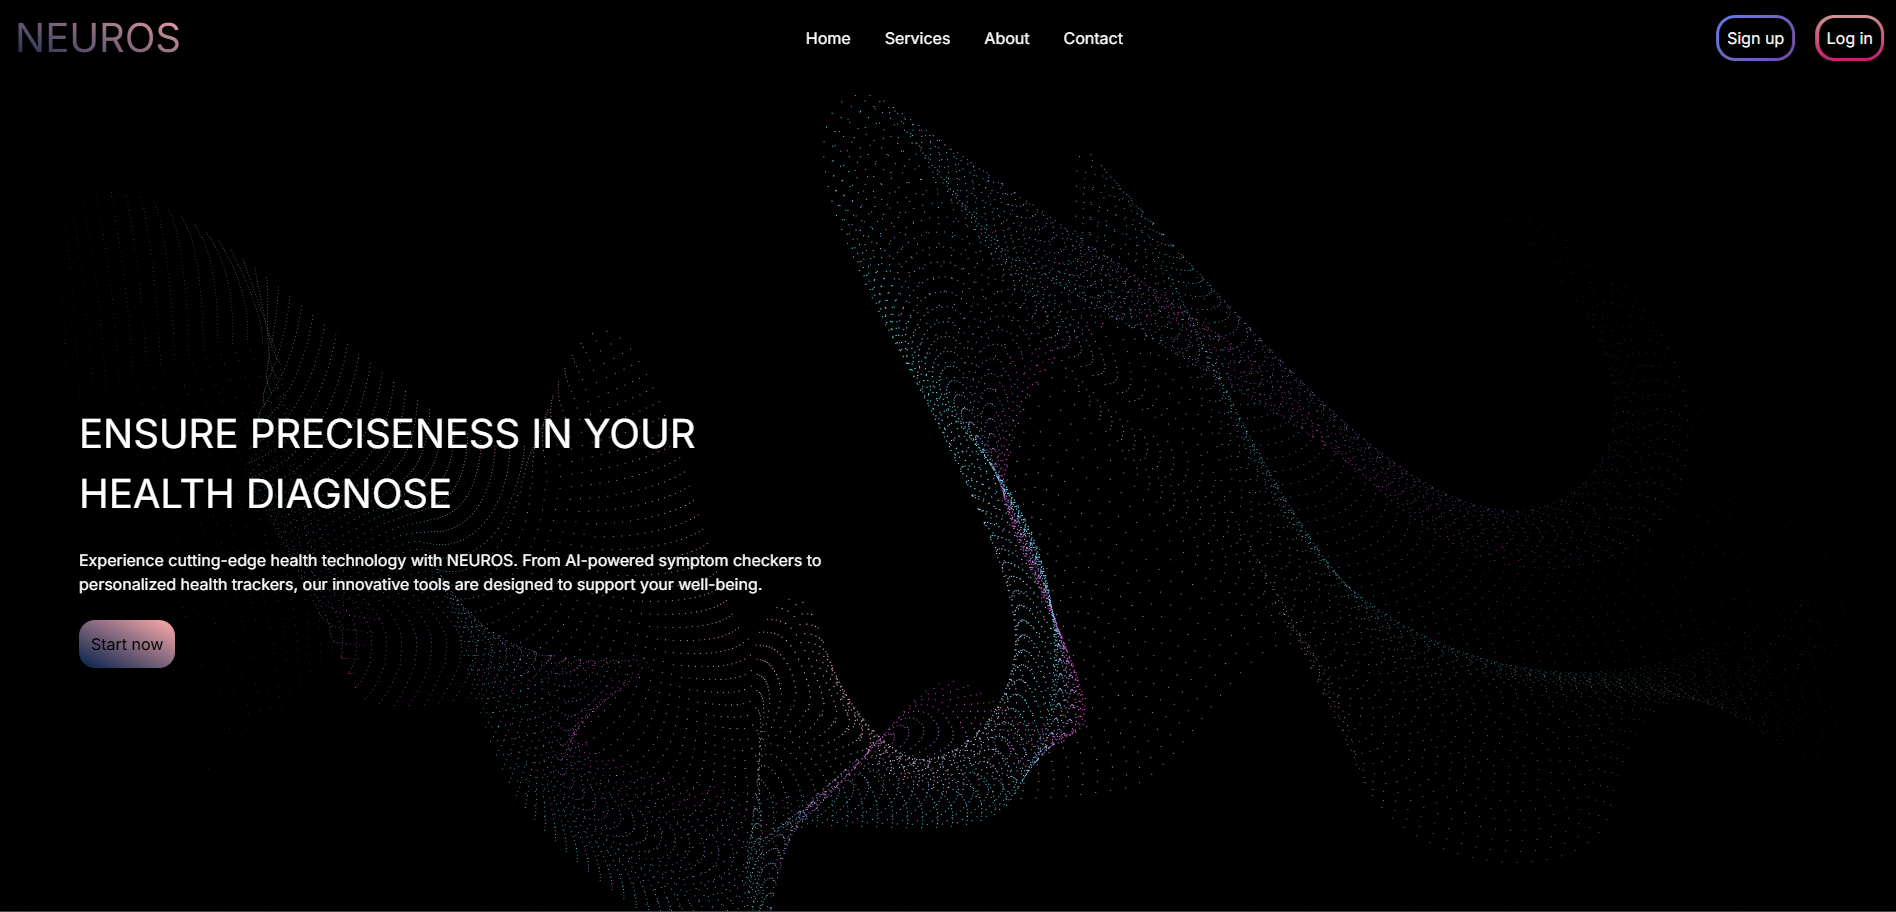 NEUROS
Home Services About Contact
Sign up Log in
ENSURE PRECISENESS IN YOUR
HEALTH DIAGNOSE
Experience cutting-edge health technology with NEUROS. From AI-powered symptom checkers to
personalized health trackers, our innovative tools are designed to support your well-being.
Start now